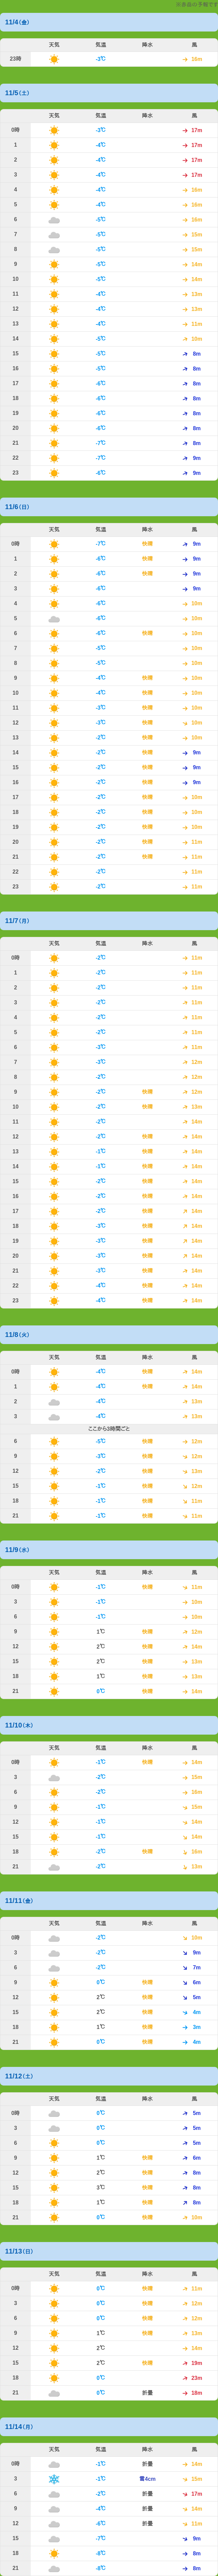 の予報です
11/4(金)
天気 気温 降水 風
23時 -3℃ 16m
11/5(土)
天気 気温 降水 風
0時 -3℃ 17m
1 -4℃ 17m
2 -4℃ 17m
3 -4℃ 17m
4 -4℃ 16m
5 -4℃ 16m
6 -5℃ 16m
7 -5℃ 15m
8 -5℃ 15m
9 -5℃ 14m
10 -4℃ 14m
11 -4℃ 13m
12 -4℃ 13m
13 -4℃ 11m
14 -5℃ 10m
15 -5℃ 8m
16 -5℃ 8m
17 -6℃ 8m
18 -6℃ 8m
19 -6℃ 8m
20 -6℃ 8m
21 -7℃ 8m
22 -7℃ 9m
23 -6℃ 9m
11/6(日)
天気 気温 降水 風
0時 -7℃ 快晴 9m
1 -6℃ 快晴 9m
2 -6℃ 快晴 9m
3 -6℃ 9m
4 -6℃ 10m
5 -6℃ 10m
6 -6℃ 快晴 10m
7 -5℃ 10m
8 -5℃ 10m
9 -4℃ 快晴 10m
10 -4℃ 快晴 10m
11 -3℃ 快晴 10m
12 -3℃ 快晴 10m
13 -2℃ 快晴 10m
14 -2℃ 快晴 9m
15 -2℃ 快晴 9m
16 -2℃ 快晴 9m
17 -2℃ 快晴 10m
18 -2℃ 快晴 10m
19 -2℃ 快晴 10m
20 -2℃ 快晴 11m
21 -2℃ 快晴 11m
22 -2℃ 11m
23 -2℃ 11m
11/7(月)
天気 気温 降水 風
0時 -2℃ 11m
1 -2℃ 11m
2 -2℃ 11m
3 -2℃ 11m
4 -2℃ 11m
5 -2℃ 11m
6 -3℃ 11m
7 -3℃ 12m
8 -2℃ 12m
9 -2℃ 快晴 12m
10 -2℃ 快晴 13m
11 -2℃ 14m
12 -2℃ 快晴 14m
13 -1℃ 快晴 14m
14 -1℃ 快晴 14m
15 -2℃ 快晴 14m
16 -2℃ 快晴 14m
17 -2℃ 快晴 14m
18 -3℃ 快晴 14m
19 -3℃ 快晴 14m
20 -3℃ 快晴 14m
21 -3℃ 快晴 14m
22 -4℃ 快晴 14m
23 -4℃ 快晴 14m
11/8(火)
天気 気温 降水 風
0時 -4℃ 快晴 14m
1 -4℃ 快晴 14m
2 -4℃ 13m
3 -4℃ 13m
ここから3時間ごと
6 -5℃ 快晴 12m
9 -3℃ 快晴 12m
12 -2℃ 快晴 13m
15 -1℃ 快晴 12m
18 -1℃ 快晴 11m
21 -1℃ 快晴 11m
11/9(水)
天気 気温 降水 風
0時 -1℃ 快晴 11m
3 -1℃ 10m
6 -1℃ 10m
9 1℃ 快晴 12m
12 2℃ 快晴 14m
15 2℃ 快晴 13m
18 1℃ 快晴 13m
21 0℃ 快晴 14m
11/10(木)
天気 気温 降水 風
0時 -1℃ 快晴 14m
3 -2℃ 15m
6 -2℃ 16m
9 -1℃ 15m
12 -1℃ 14m
15 -1℃ 14m
18 -2℃ 快晴 16m
21 -2℃ 13m
11/11(金)
天気 気温 降水 風
0時 -2℃ 10m
3 -2℃ 9m
6 -2℃ 7m
9 0℃ 快晴 6m
12 2℃ 快晴 5m
15 2℃ 快晴 4m
18 1℃ 快晴 3m
21 0℃ 快晴 4m
11/12(土)
天気 気温 降水 風
0時 0℃ 5m
3 0℃ 5m
6 0℃ 5m
9 1℃ 快晴 6m
12 2℃ 快晴 8m
15 3℃ 快晴 8m
18 1℃ 快晴 8m
21 0℃ 快晴 10m
11/13(日)
天気 気温 降水 風
0時 0℃ 快晴 11m
3 0℃ 快晴 12m
6 0℃ 快晴 12m
9 1℃ 快晴 13m
12 2℃ 14m
15 2℃ 快晴 19m
18 0℃ 23m
21 0℃ 折畳 18m
11/14(月)
天気 気温 降水 風
0時 -1℃ 折畳 14m
3 -1℃ 雪4cm 15m
6 -2℃ 折畳 17m
9 -4℃ 折畳 14m
12 -6℃ 折畳 11m
15 -7℃ 9m
18 -8℃ 8m
21 -8℃ 8m